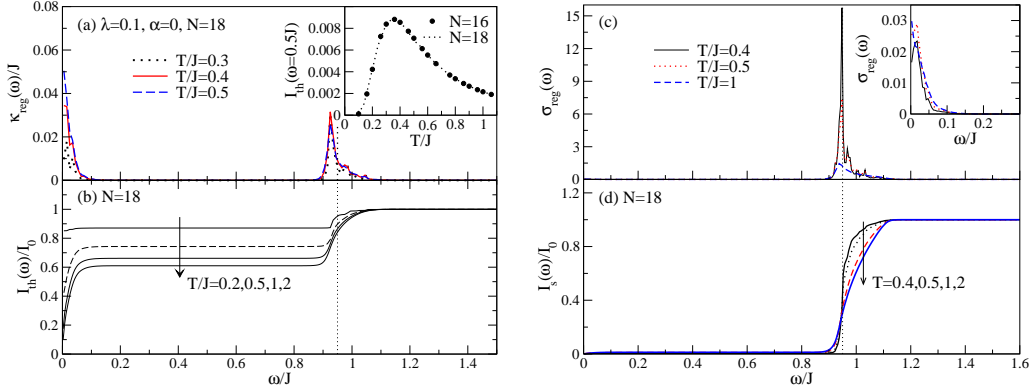 (a) λ=0.1, α=0, N=18
κreg(ω)/J
0.08
0.06
0.04
0.02
0
T/J=0.3
T/J=0.4
T/J=0.5
Ith(ω=0.5J)
0.008
0.006
0.004
0.002
0
N=16
N=18
0.2 0.4 0.6 0.8 1
T/J
(b) N=18
Ith(ω)/I0
1
0.8
0.6
0.4
0.2
0
T/J=0.2,0.5,1,2
0 0.2 0.4 0.6 0.8 1 1.2 1.4
ω/J
(c)
σreg(ω)
15
12
9
6
3
0
T/J=0.4
T/J=0.5
T/J=1
σreg(ω)
0.03
0.02
0.01
0
0 0.2
ω/J
(d) N=18
Is(ω)/I0
1.2
0.8
0.4
0
T=0.4,0.5,1,2
0 0.2 0.4 0.6 0.8 1 1.2 1.4 1.6
ω/J